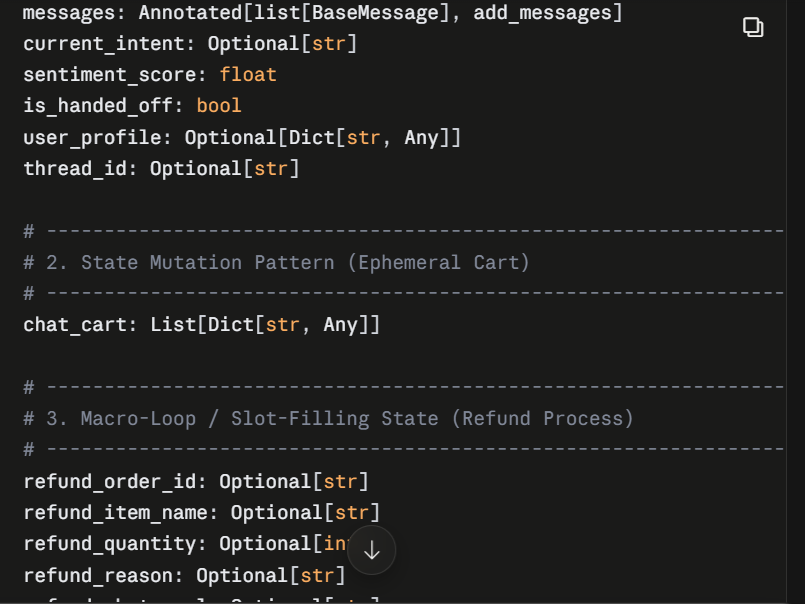 messages: Annotated[list[BaseMessage], add_messages]
current_intent: Optional[str]
sentiment_score: float
is_handed_off: bool
user_profile: Optional[Dict[str, Any]]
thread_id: Optional[str]
# ----------------------------------------------------------------
# 2. State Mutation Pattern (Ephemeral Cart)
# ----------------------------------------------------------------
chat_cart: List[Dict[str, Any]]
# ----------------------------------------------------------------
# 3. Macro-Loop / Slot-Filling State (Refund Process)
# ----------------------------------------------------------------
refund_order_id: Optional[str]
refund_item_name: Optional[str]
refund_quantity: Optional[in
refund_reason: Optional[str]